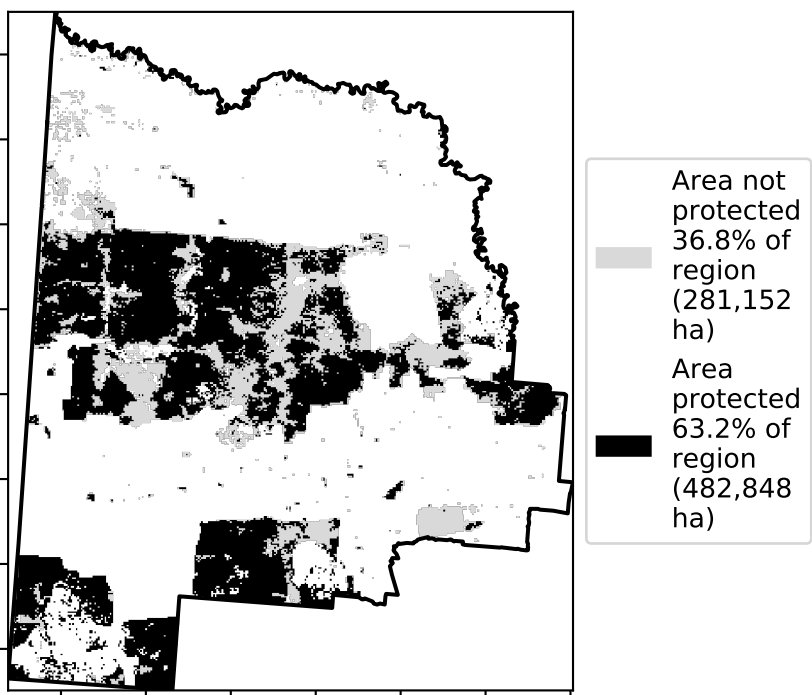 Area not
protected
36.8% of
region
(281,152
ha)
Area
protected
63.2% of
region
(482,848
ha)